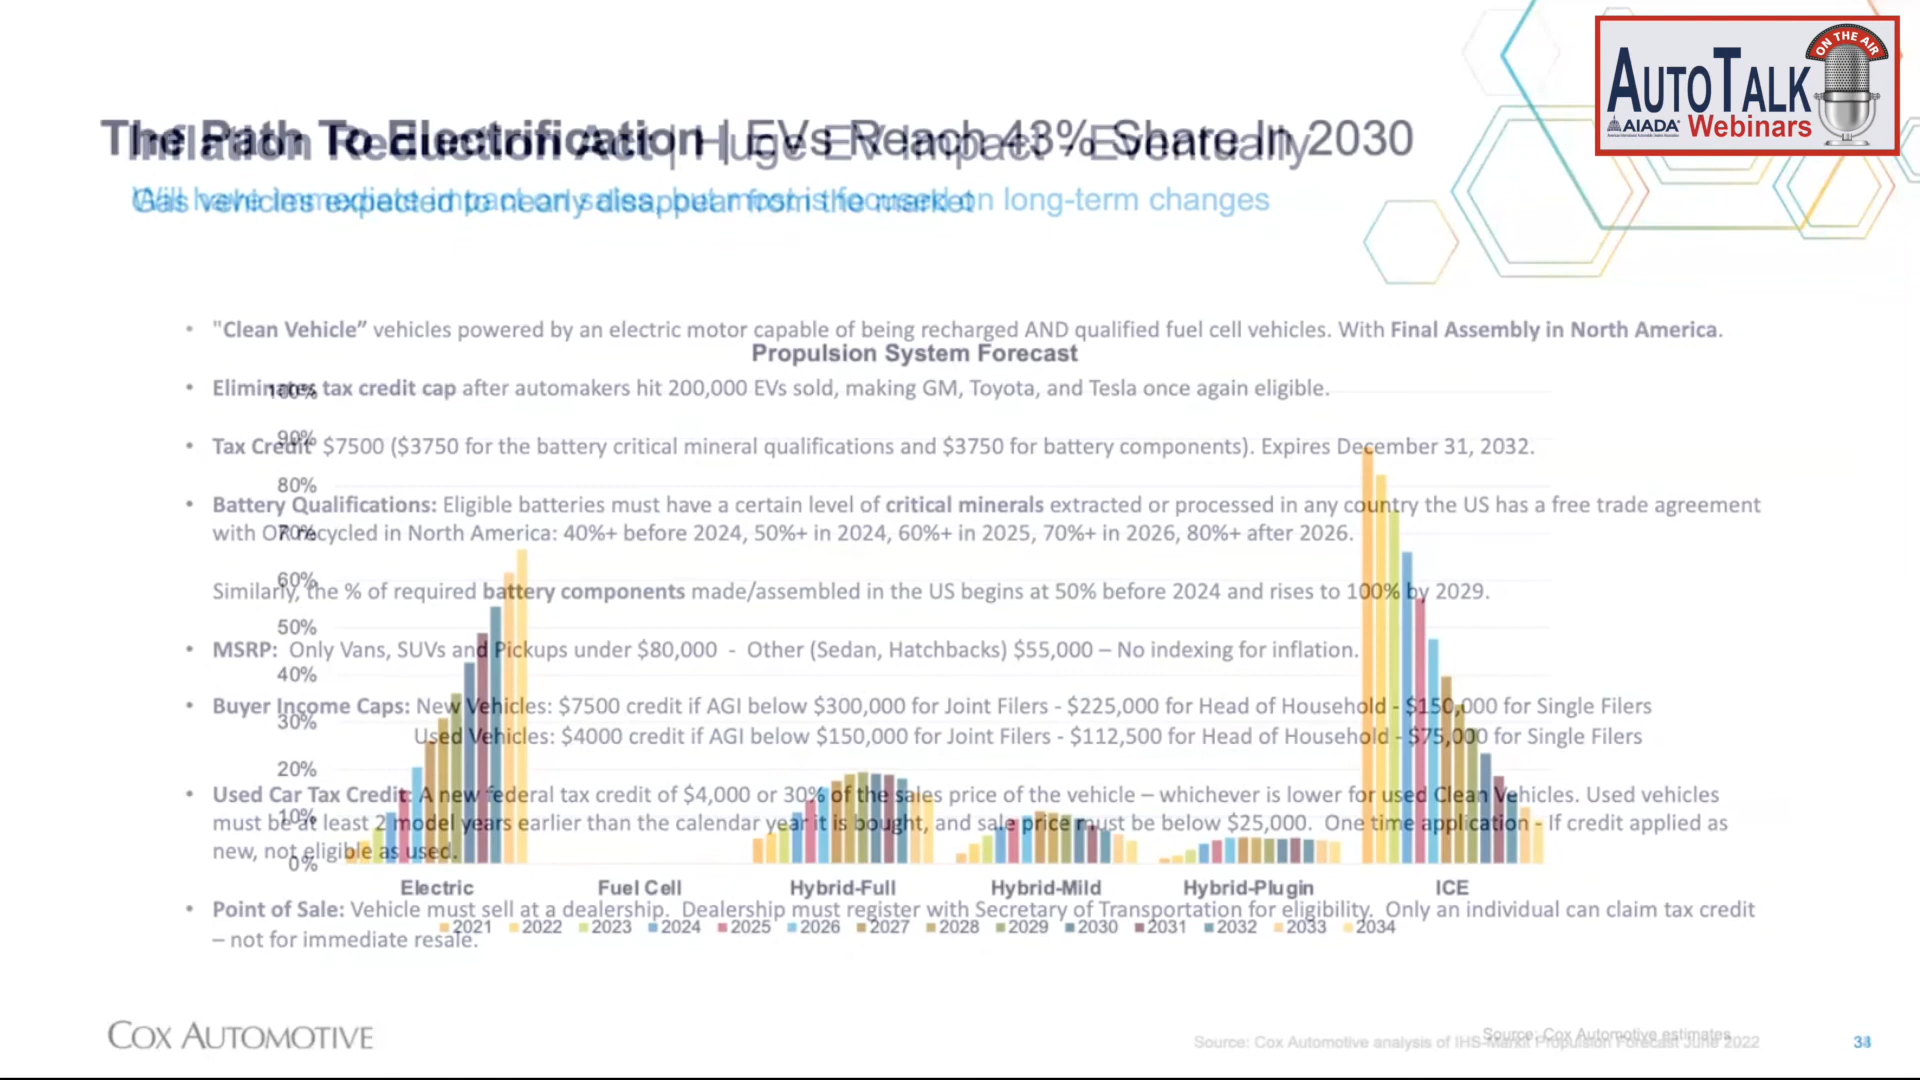 ON THE AIR
AUTOTALK
AIADA Webinars
The Path To Electrification | EVs Reach 43% Share In 2030
Inflation Reduction Act | Huge EV Impact - Eventually
Will have immediate impact on sales, but most is focused on long-term changes
Gas vehicles expected to nearly disappear from the market
• "Clean Vehicle” vehicles powered by an electric motor capable of being recharged AND qualified fuel cell vehicles. With Final Assembly in North America.
Propulsion System Forecast
• Eliminates tax credit cap after automakers hit 200,000 EVs sold, making GM, Toyota, and Tesla once again eligible.
100%
90%
• Tax Credit $7500 ($3750 for the battery critical mineral qualifications and $3750 for battery components). Expires December 31, 2032.
80%
• Battery Qualifications: Eligible batteries must have a certain level of critical minerals extracted or processed in any country the US has a free trade agreement
with OR recycled in North America: 40%+ before 2024, 50%+ in 2024, 60%+ in 2025, 70%+ in 2026, 80%+ after 2026.
70%
60%
Similarly, the % of required battery components made/assembled in the US begins at 50% before 2024 and rises to 100% by 2029.
50%
• MSRP: Only Vans, SUVs and Pickups under $80,000 - Other (Sedan, Hatchbacks) $55,000 – No indexing for inflation.
40%
• Buyer Income Caps: New Vehicles: $7500 credit if AGI below $300,000 for Joint Filers - $225,000 for Head of Household - $150,000 for Single Filers
30%
Used Vehicles: $4000 credit if AGI below $150,000 for Joint Filers - $112,500 for Head of Household - $75,000 for Single Filers
20%
• Used Car Tax Credit: A new federal tax credit of $4,000 or 30% of the sales price of the vehicle – whichever is lower for used Clean Vehicles. Used vehicles
10%
must be at least 2 model years earlier than the calendar year it is bought, and sale price must be below $25,000. One time application - If credit applied as
new, not eligible as used.
0%
Electric Fuel Cell Hybrid-Full Hybrid-Mild Hybrid-Plugin ICE
• Point of Sale: Vehicle must sell at a dealership. Dealership must register with Secretary of Transportation for eligibility. Only an individual can claim tax credit
2021 2022 2023 2024 2025 2026 2027 2028 2029 2030 2031 2032 2033 2034
– not for immediate resale.
COX AUTOMOTIVE
Source: Cox Automotive estimates
Source: Cox Automotive analysis of IHS-Markit Propulsion Forecast June 2022